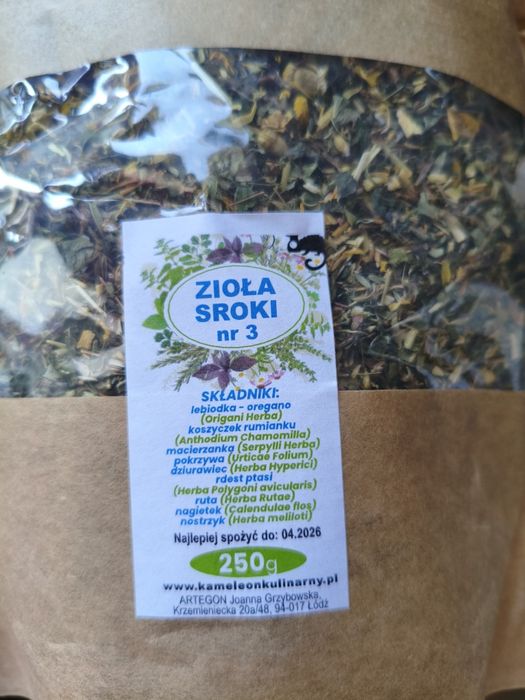 ZIOŁA
SROKI
nr 3
SKŁADNIKI:
lebiodka - oregano
(Origani Herba)
koszyczek rumianku
(Anthodium Chamomilla)
macierzanka (Serpylli Herba)
pokrzywa (Urticae Folium)
dziurawiec (Herba Hyperici)
rdest ptasi
(Herba Polygoni avicularis)
ruta (Herba Rutae)
nagietek (Calendulae flos)
nostrzyk (Herba meliloti)
Najlepiej spożyć do: 04.2026
250g
www.kameleonkulinarny.pl
ARTEGON Joanna Grzybowska,
Krzemieniecka 20a/48, 94-017 Łódź